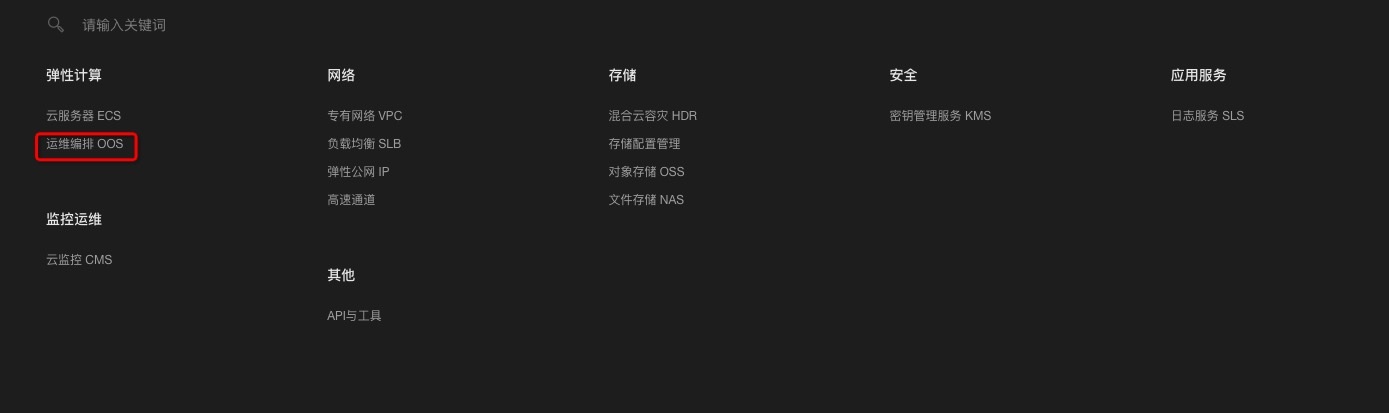 请输入关键词
弹性计算
云服务器 ECS
运维编排 OOS
监控运维
云监控 CMS
网络
专有网络 VPC
负载均衡 SLB
弹性公网 IP
高速通道
其他
API与工具
存储
混合云容灾 HDR
存储配置管理
对象存储 OSS
文件存储 NAS
安全
密钥管理服务 KMS
应用服务
日志服务 SLS